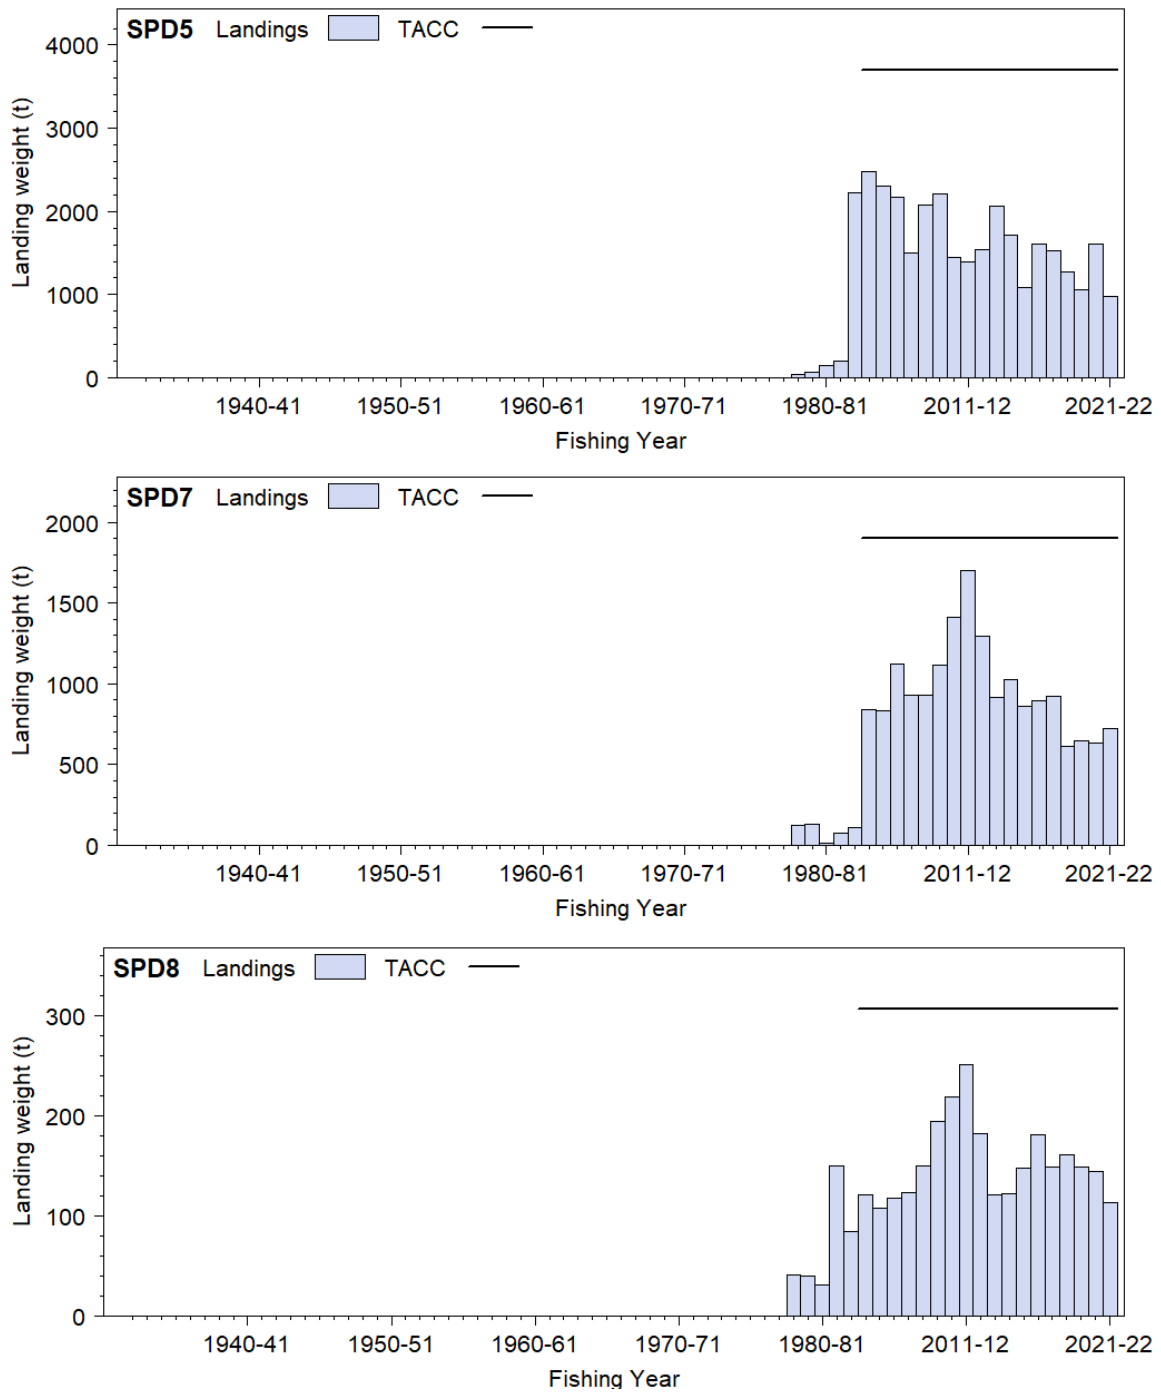 SPD5 Landings TACC
4000
3000
2000
1000
0
Landing weight (t)
1940-41 1950-51 1960-61 1970-71 1980-81 2011-12 2021-22
Fishing Year
SPD7 Landings TACC
2000
1500
1000
500
0
Landing weight (t)
1940-41 1950-51 1960-61 1970-71 1980-81 2011-12 2021-22
Fishing Year
SPD8 Landings TACC
300
200
100
0
Landing weight (t)
1940-41 1950-51 1960-61 1970-71 1980-81 2011-12 2021-22
Fishing Year